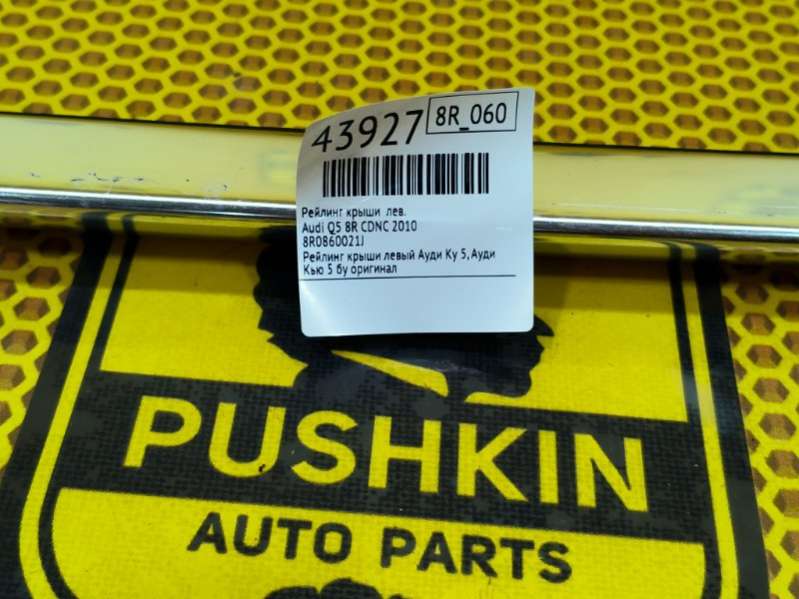 43927 8R_060
Рейлинг крыши лев.
Audi Q5 8R CDNC 2010
8R0860021J
Рейлинг крыши левый Ауди Ку 5,Ауди
Кью 5 бу оригинал
PUSHKIN
AUTO PARTS